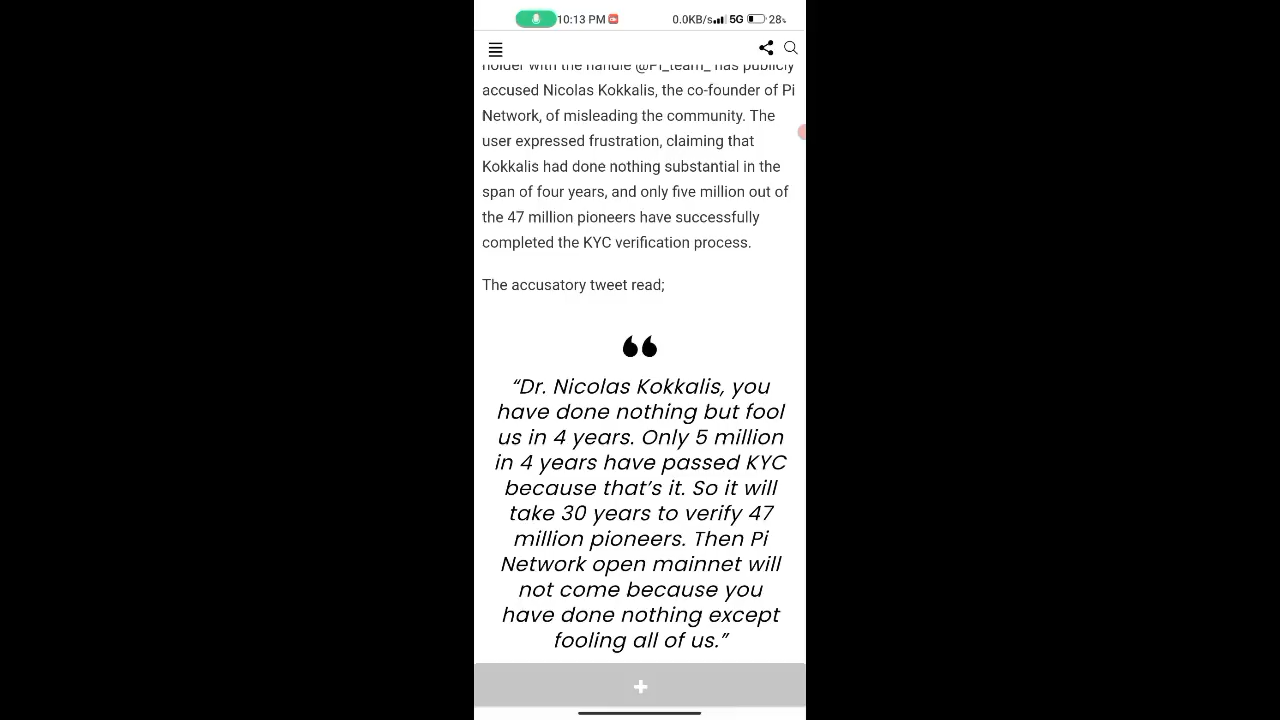 10:13 PM 0.0KB/s 5G 28%
holder with the handle @Pi_team_ has publicly
accused Nicolas Kokkalis, the co-founder of Pi
Network, of misleading the community. The
user expressed frustration, claiming that
Kokkalis had done nothing substantial in the
span of four years, and only five million out of
the 47 million pioneers have successfully
completed the KYC verification process.
The accusatory tweet read;
“Dr. Nicolas Kokkalis, you
have done nothing but fool
us in 4 years. Only 5 million
in 4 years have passed KYC
because that’s it. So it will
take 30 years to verify 47
million pioneers. Then Pi
Network open mainnet will
not come because you
have done nothing except
fooling all of us.”